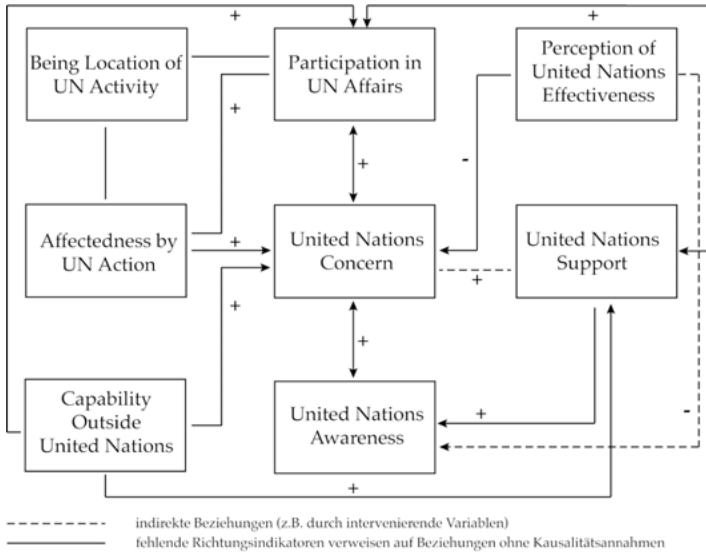 +
+
Being Location of
UN Activity
Participation in
UN Affairs
Perception of
United Nations
Effectiveness
+
+
-
Affectedness by
UN Action
+
United Nations
Concern
+
United Nations
Support
+
+
Capability
Outside
United Nations
United Nations
Awareness
+
-
+
indirekte Beziehungen (z.B. durch intervenierende Variablen)
fehlende Richtungsindikatoren verweisen auf Beziehungen ohne Kausalitätsannahmen